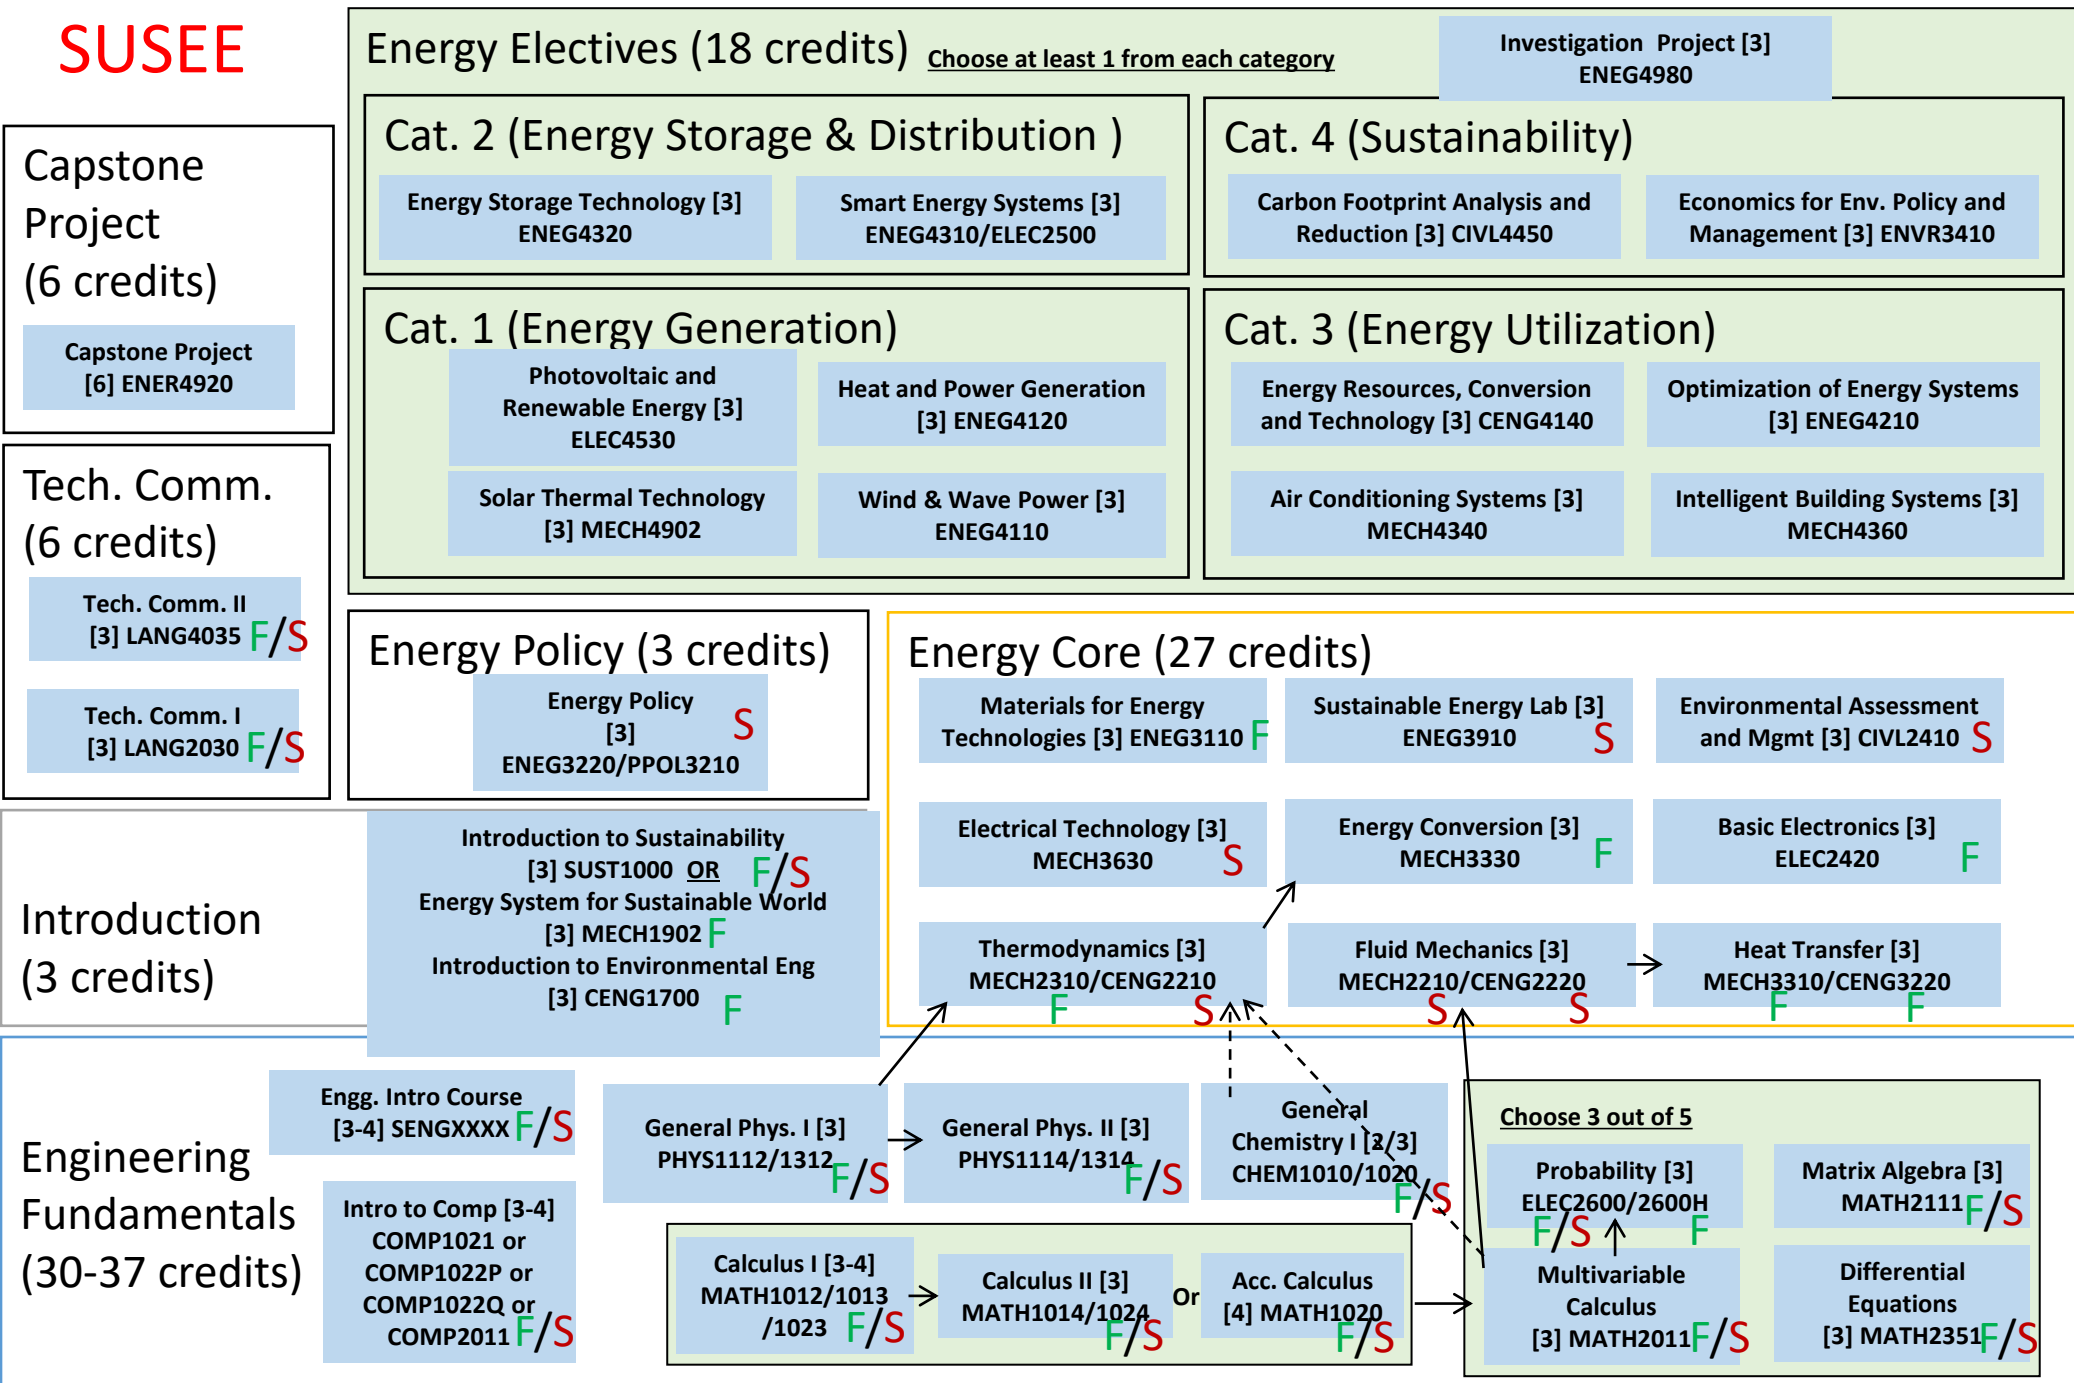 SUSEE
Energy Electives (18 credits) Choose at least 1 from each category
Investigation Project [3]
ENEG4980
Capstone
Project
(6 credits)
Capstone Project
[6] ENER4920
Cat. 2 (Energy Storage & Distribution )
Energy Storage Technology [3]
ENEG4320
Smart Energy Systems [3]
ENEG4310/ELEC2500
Cat. 4 (Sustainability)
Carbon Footprint Analysis and
Reduction [3] CIVL4450
Economics for Env. Policy and
Management [3] ENVR3410
Cat. 1 (Energy Generation)
Photovoltaic and
Renewable Energy [3]
ELEC4530
Heat and Power Generation
[3] ENEG4120
Solar Thermal Technology
[3] MECH4902
Wind & Wave Power [3]
ENEG4110
Cat. 3 (Energy Utilization)
Energy Resources, Conversion
and Technology [3] CENG4140
Optimization of Energy Systems
[3] ENEG4210
Air Conditioning Systems [3]
MECH4340
Intelligent Building Systems [3]
MECH4360
Tech. Comm.
(6 credits)
Tech. Comm. II
[3] LANG4035 F/S
Tech. Comm. I
[3] LANG2030 F/S
Energy Policy (3 credits)
Energy Policy
[3] S
ENEG3220/PPOL3210
Energy Core (27 credits)
Materials for Energy
Technologies [3] ENEG3110 F
Sustainable Energy Lab [3]
ENEG3910 S
Environmental Assessment
and Mgmt [3] CIVL2410 S
Electrical Technology [3]
MECH3630 S
Energy Conversion [3]
MECH3330 F
Basic Electronics [3]
ELEC2420 F
Thermodynamics [3]
MECH2310/CENG2210
F S
Fluid Mechanics [3]
MECH2210/CENG2220
S S
Heat Transfer [3]
MECH3310/CENG3220
F F
Introduction
(3 credits)
Introduction to Sustainability
[3] SUST1000 OR F/S
Energy System for Sustainable World
[3] MECH1902 F
Introduction to Environmental Eng
[3] CENG1700 F
Engineering
Fundamentals
(30-37 credits)
Engg. Intro Course
[3-4] SENGXXXX F/S
Intro to Comp [3-4]
COMP1021 or
COMP1022P or
COMP1022Q or
COMP2011 F/S
General Phys. I [3]
PHYS1112/1312
F/S
General Phys. II [3]
PHYS1114/1314
F/S
General
Chemistry I [2/3]
CHEM1010/1020
F/S
Calculus I [3-4]
MATH1012/1013
/1023 F/S
Calculus II [3]
MATH1014/1024
F/S
Or
Acc. Calculus
[4] MATH1020
F/S
Choose 3 out of 5
Probability [3]
ELEC2600/2600H
F/S F
Matrix Algebra [3]
MATH2111 F/S
Multivariable
Calculus
[3] MATH2011 F/S
Differential
Equations
[3] MATH2351 F/S